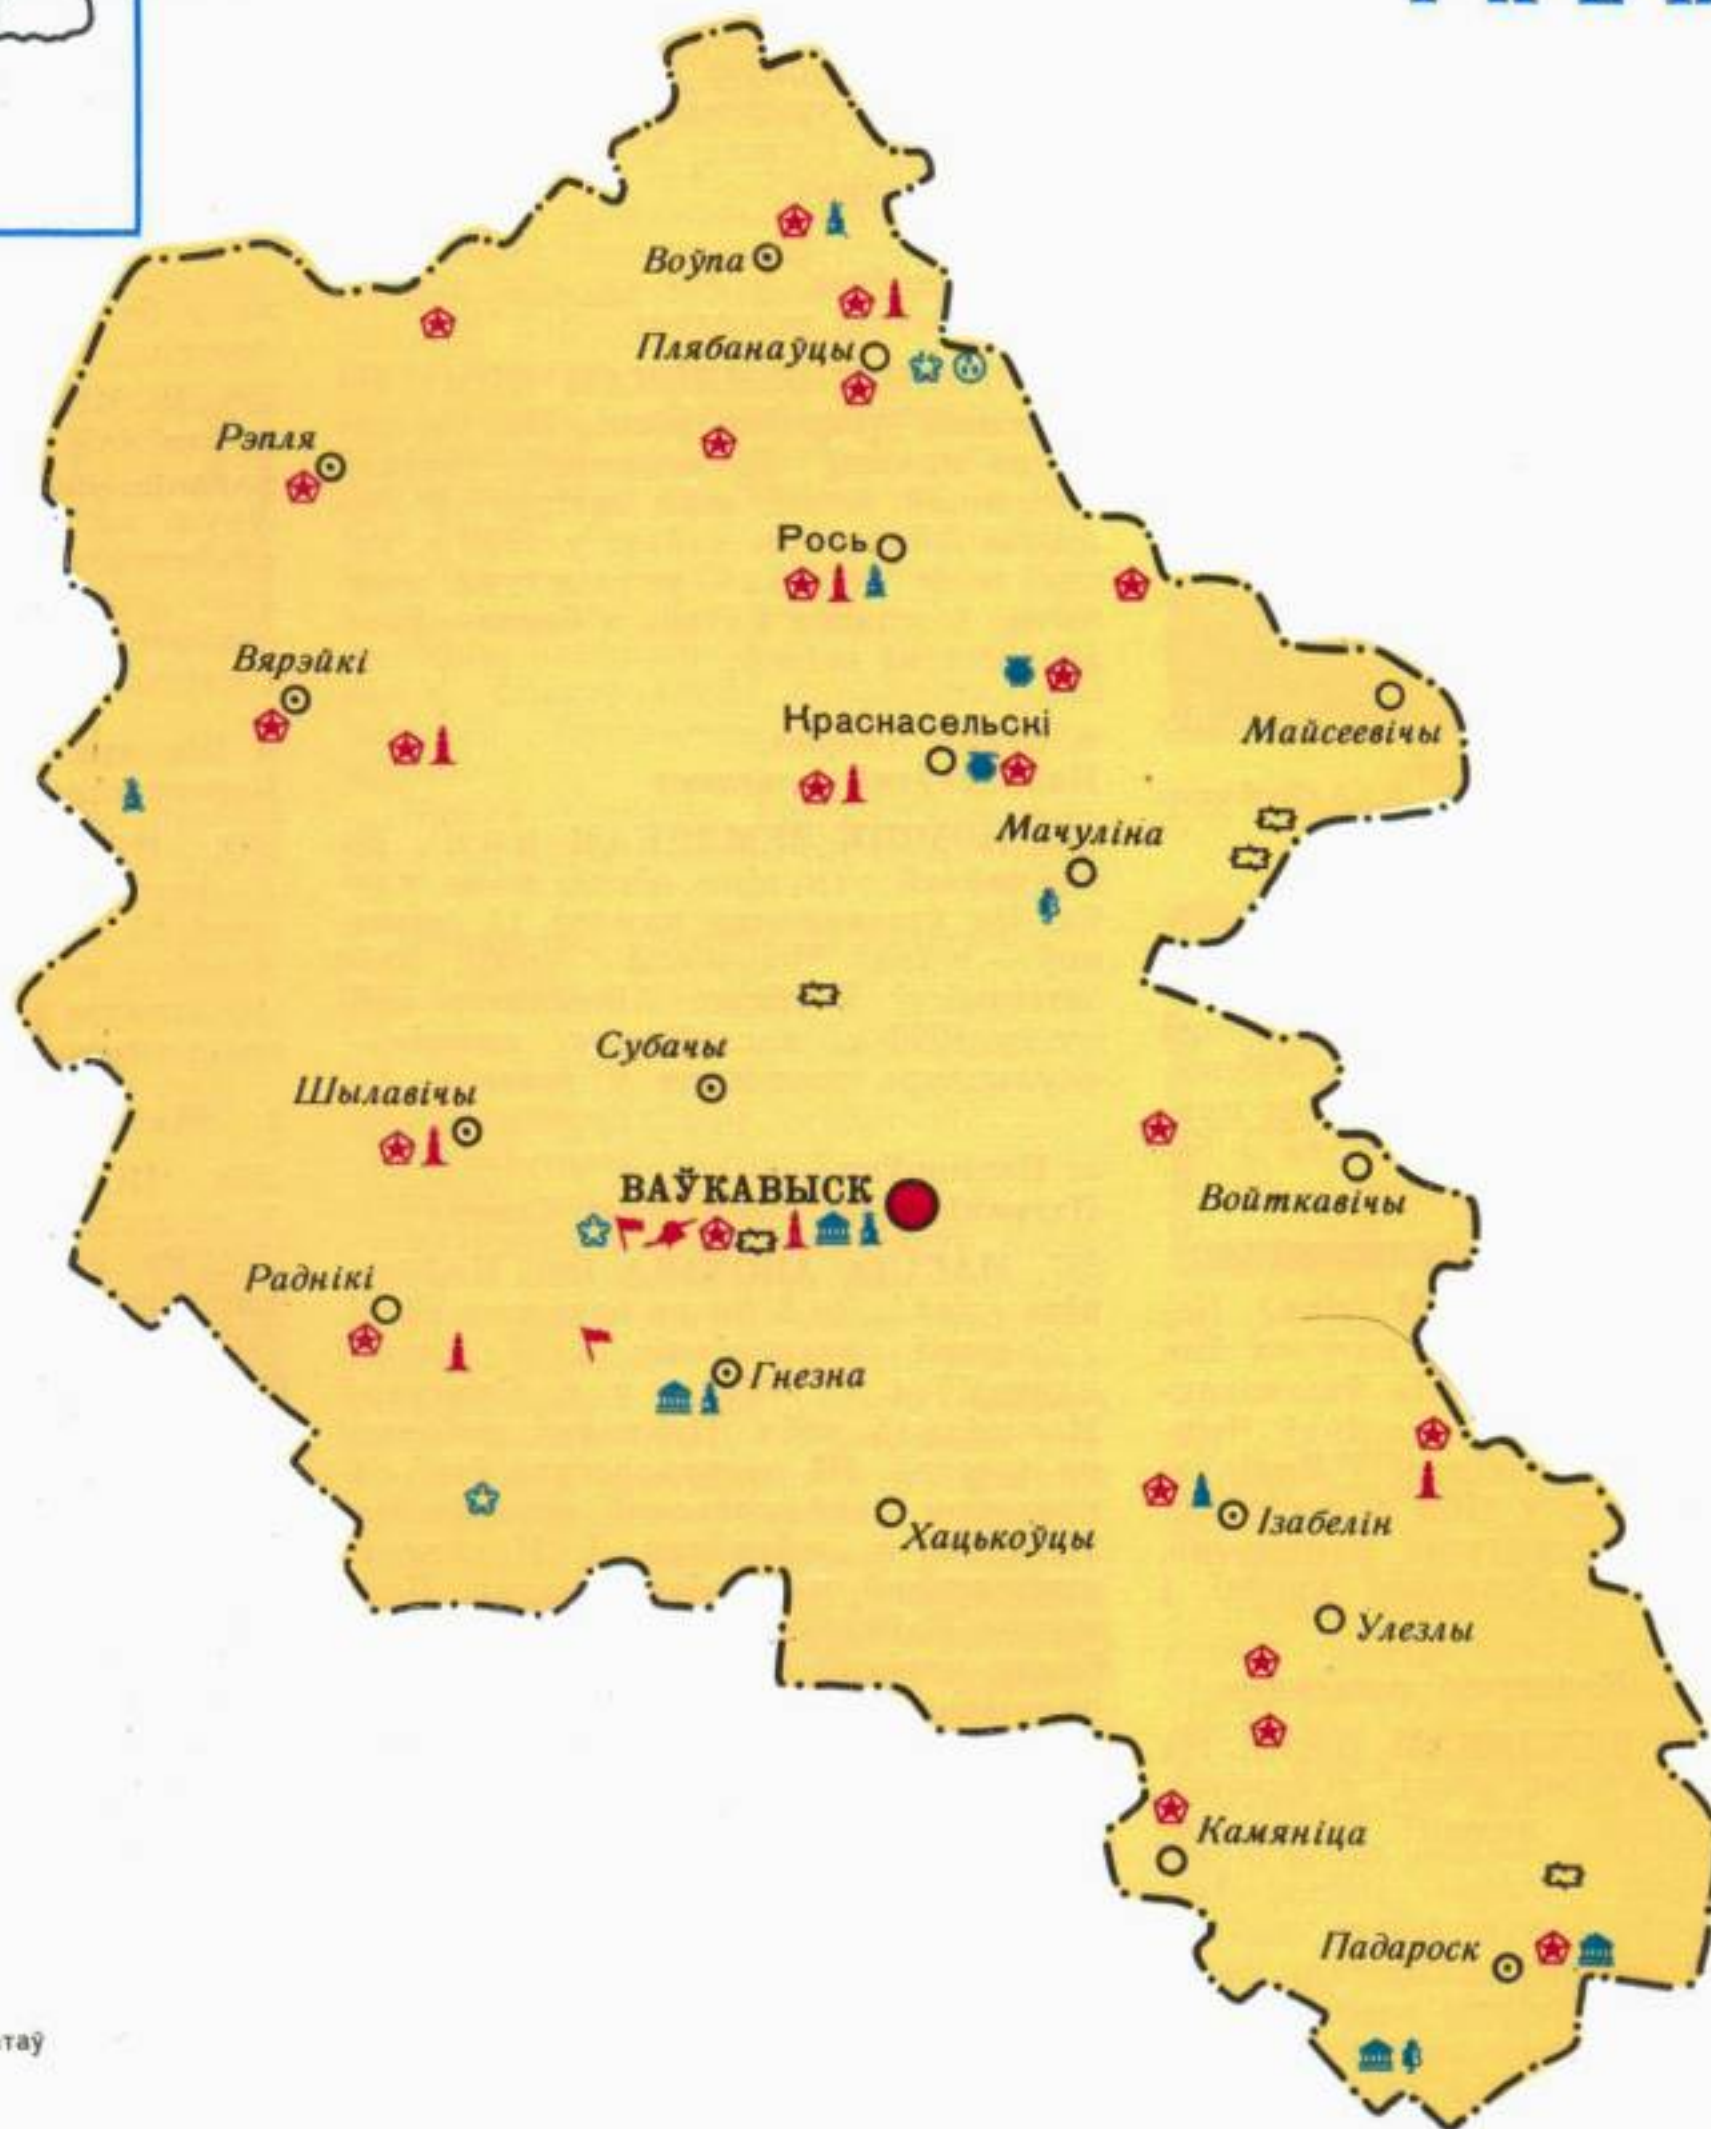 Воўпа
Плябанаўцы
Рэпля
Рось
Вярэйкі
Краснасельскі
Майсеевічы
Мачуліна
Субачы
Шылавічы
ВАЎКАВЫСК
Войткавічы
Раднікі
Гнезна
Ізабелін
Хацькоўцы
Улезлы
Камяніца
Падароск
таў